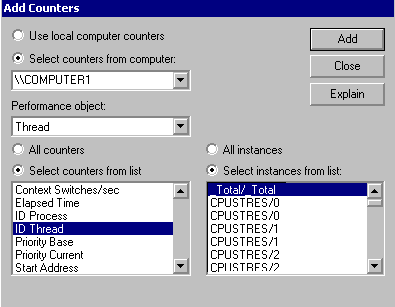 Add Counters
Use local computer counters
Add
Select counters from computer:
Close
\\COMPUTER1
Explain
Performance object:
Thread
All counters
All instances
Select counters from list
Select instances from list:
Context Switches/sec
Elapsed Time
ID Process
ID Thread
Priority Base
Priority Current
Start Address
_Total/_Total
CPUSTRES/0
CPUSTRES/0
CPUSTRES/1
CPUSTRES/1
CPUSTRES/2
CPUSTRES/2